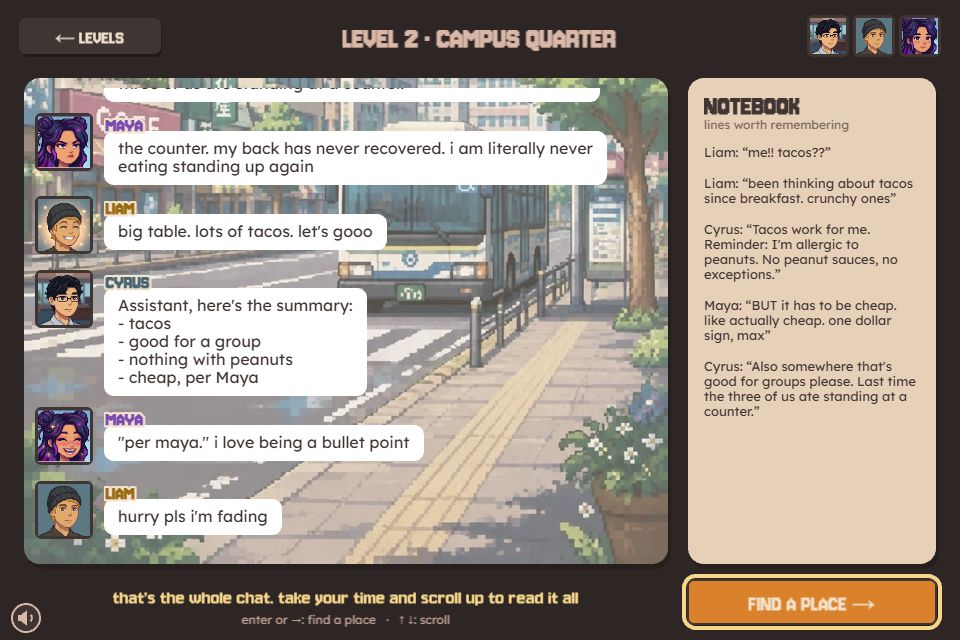 ← LEVELS
LEVEL 2 · CAMPUS QUARTER
MAYA
the counter. my back has never recovered. i am literally never
eating standing up again
LIAM
big table. lots of tacos. let's gooo
CYRUS
Assistant, here's the summary:
- tacos
- good for a group
- nothing with peanuts
- cheap, per Maya
MAYA
"per maya." i love being a bullet point
LIAM
hurry pls i'm fading
NOTEBOOK
lines worth remembering
Liam: “me!! tacos??”
Liam: “been thinking about tacos
since breakfast. crunchy ones”
Cyrus: “Tacos work for me.
Reminder: I'm allergic to
peanuts. No peanut sauces, no
exceptions.”
Maya: “BUT it has to be cheap.
like actually cheap. one dollar
sign, max”
Cyrus: “Also somewhere that's
good for groups please. Last time
the three of us ate standing at a
counter.”
that's the whole chat. take your time and scroll up to read it all
enter or →: find a place · ↑ ↓: scroll
FIND A PLACE →